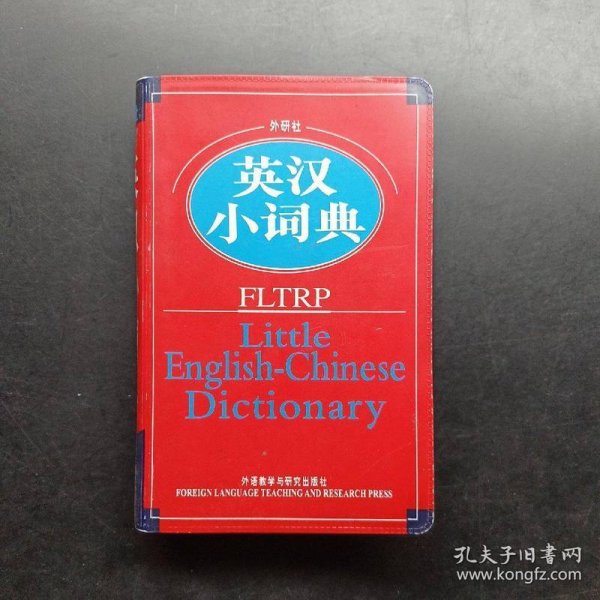 外研社
英汉
小词典
FLTRP
Little
English-Chinese
Dictionary
外语教学与研究出版社
FOREIGN LANGUAGE TEACHING AND RESEARCH PRESS
孔夫子旧書网
www.kongfz.com